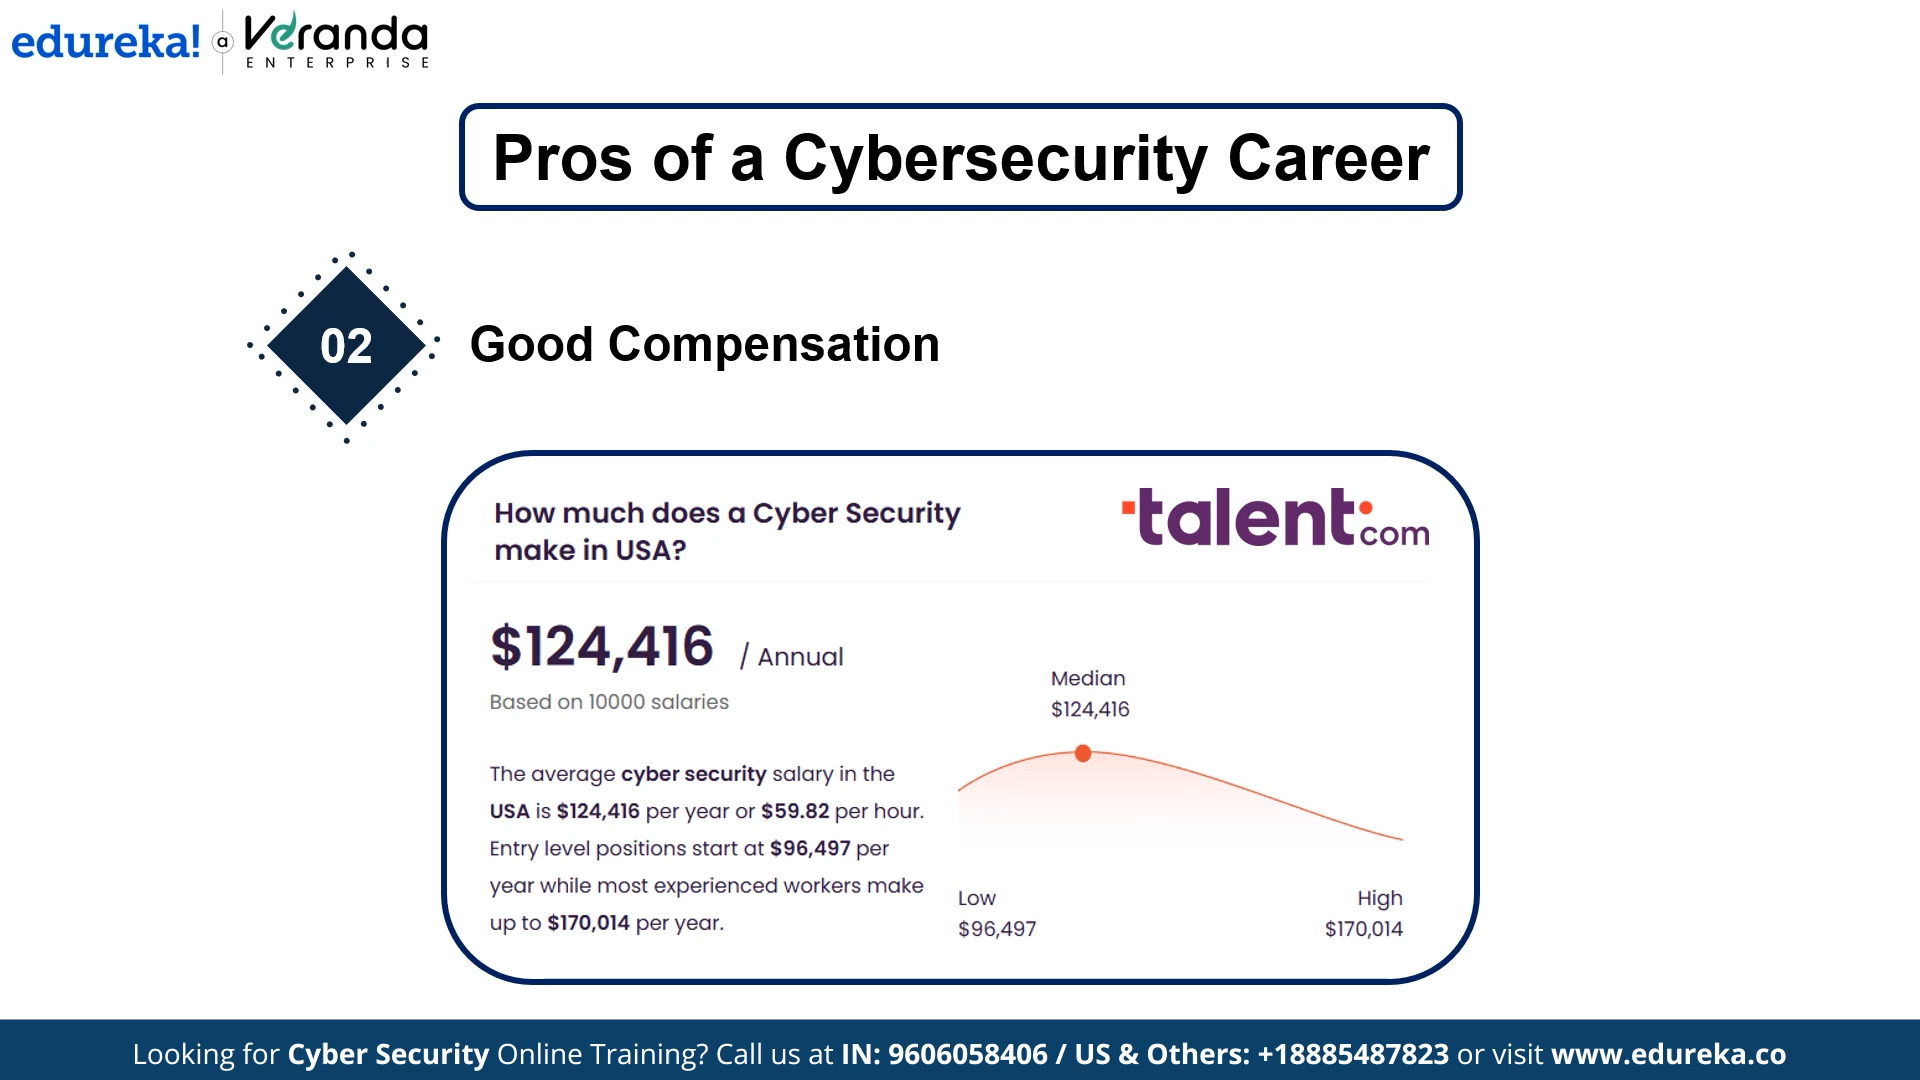 edureka! a Veranda
ENTERPRISE
Pros of a Cybersecurity Career
02
Good Compensation
How much does a Cyber Security
make in USA?
talent.com
$124,416 / Annual
Based on 10000 salaries
The average cyber security salary in the
USA is $124,416 per year or $59.82 per hour.
Entry level positions start at $96,497 per
year while most experienced workers make
up to $170,014 per year.
Median
$124,416
Low
$96,497
High
$170,014
Looking for Cyber Security Online Training? Call us at IN: 9606058406 / US & Others: +18885487823 or visit www.edureka.co